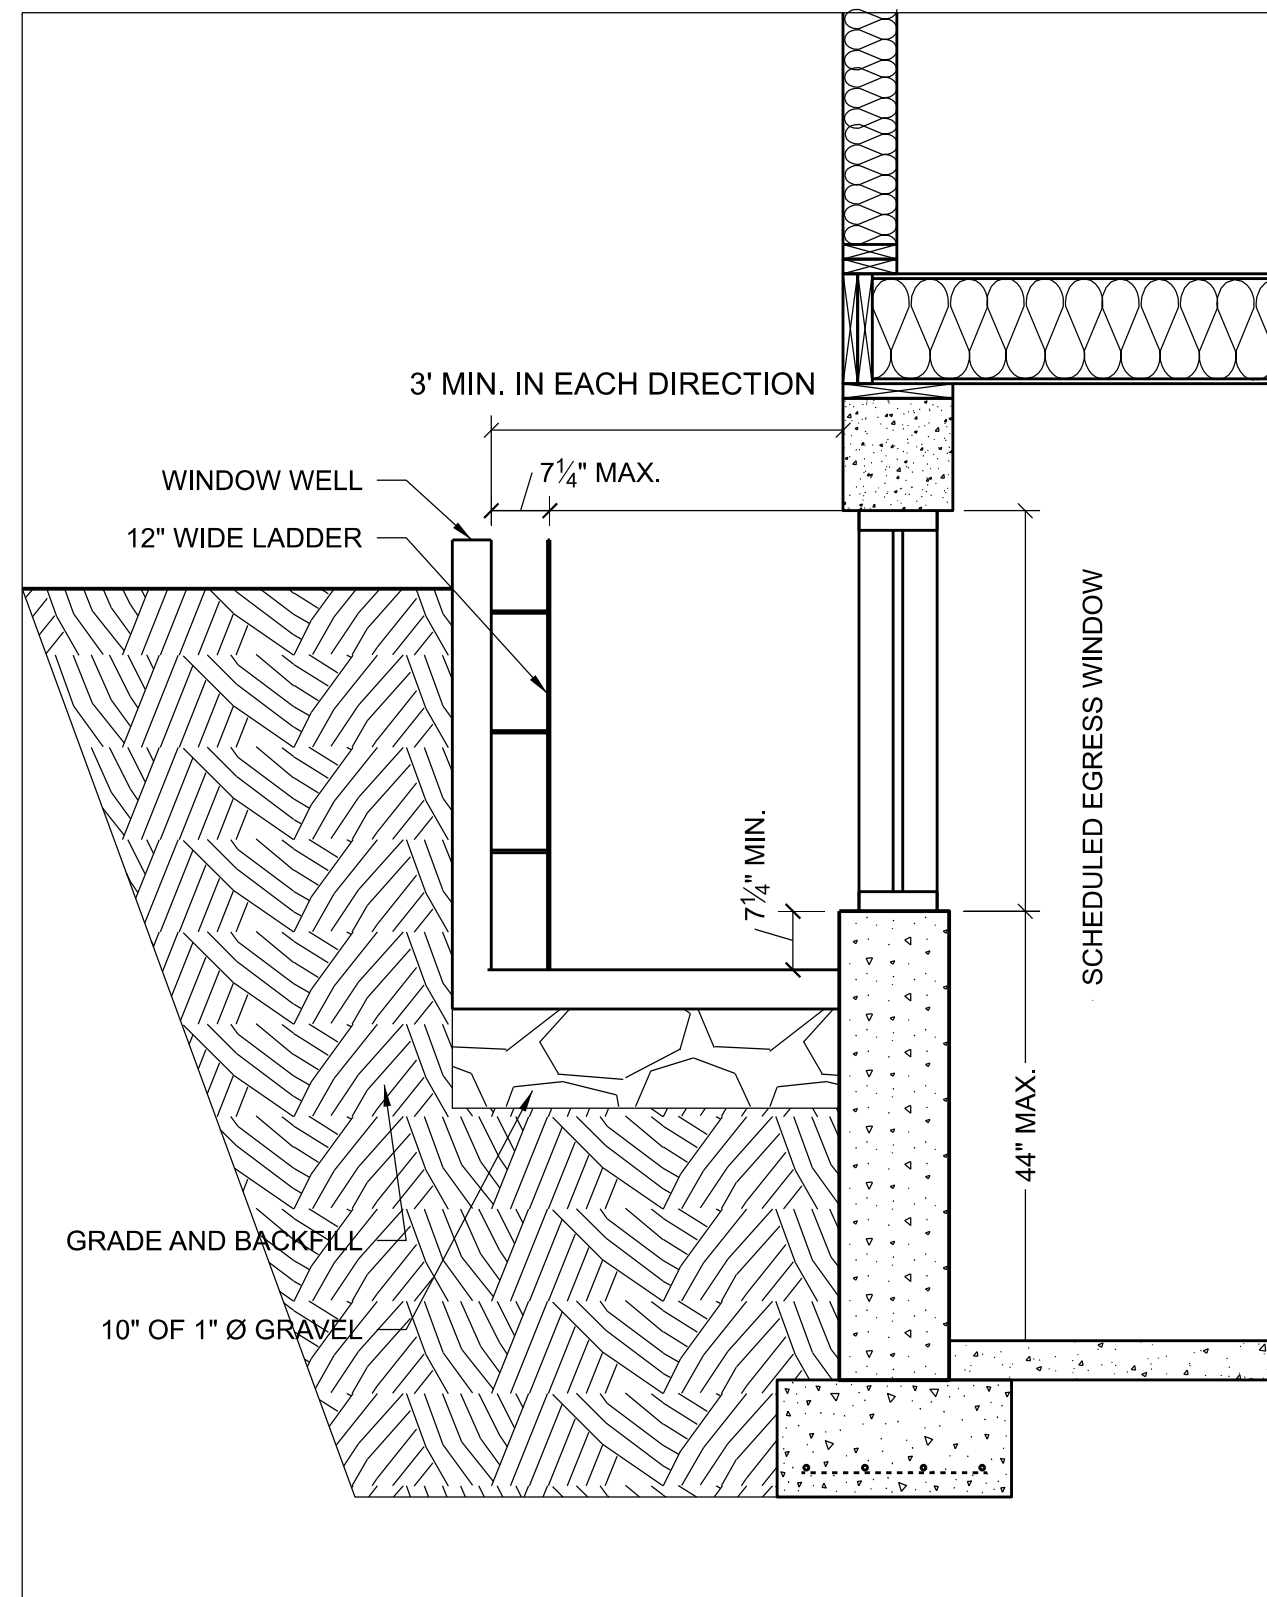 3' MIN. IN EACH DIRECTION
7¼" MAX.
WINDOW WELL
12" WIDE LADDER
SCHEDULED EGRESS WINDOW
7¼" MIN.
44" MAX.
GRADE AND BACKFILL
10" OF 1" Ø GRAVEL